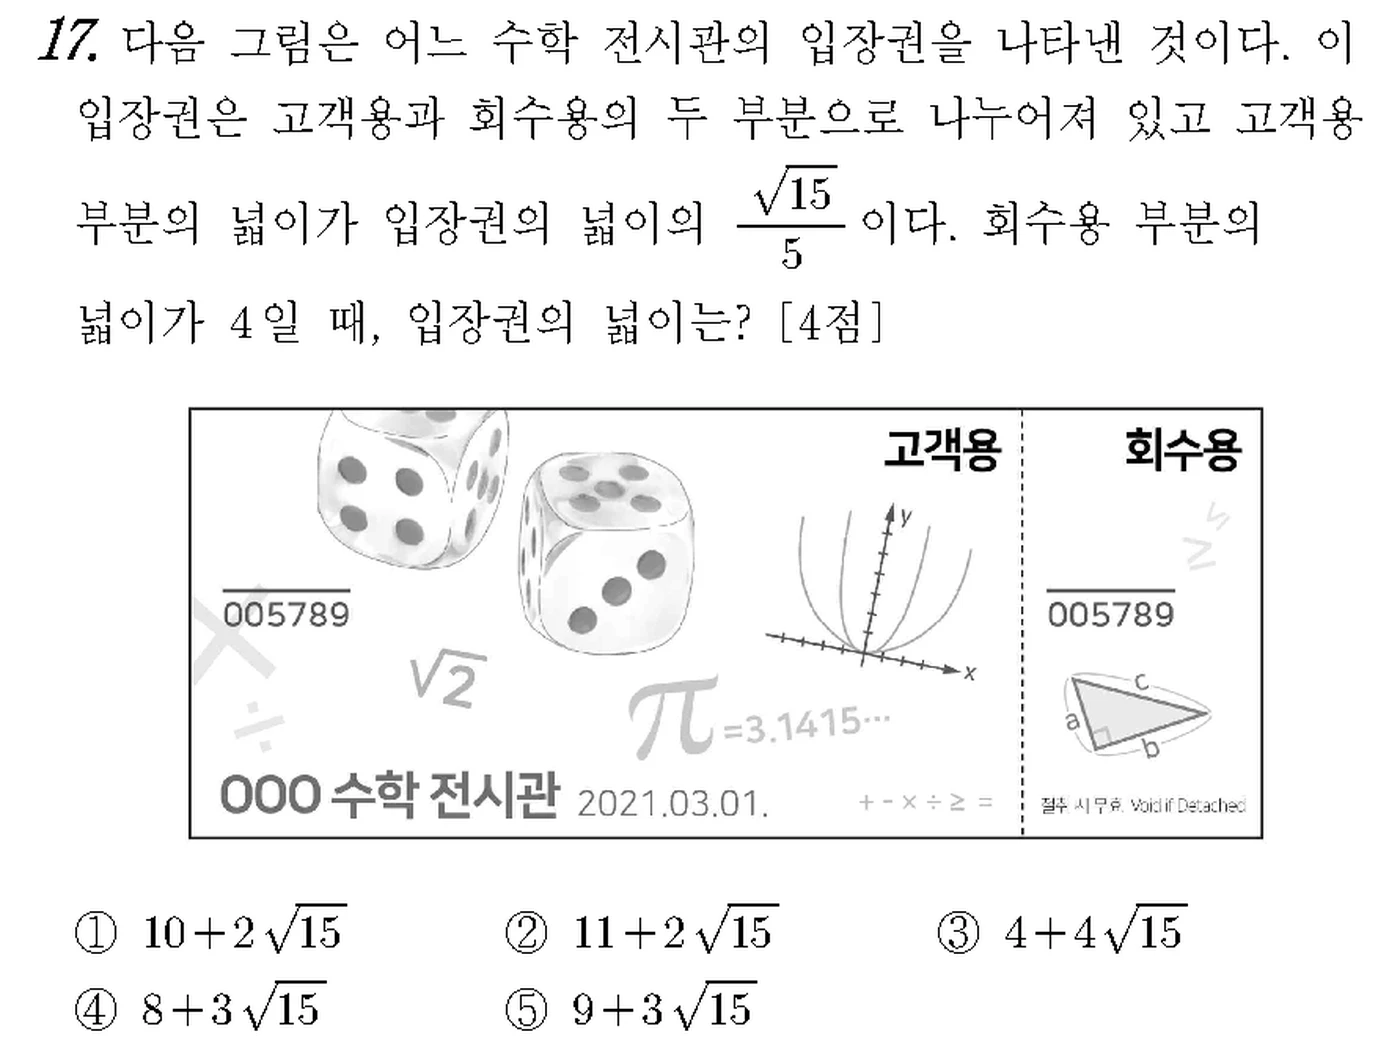 17. 다음 그림은 어느 수학 전시관의 입장권을 나타낸 것이다. 이
입장권은 고객용과 회수용의 두 부분으로 나누어져 있고 고객용
부분의 넓이가 입장권의 넓이의 √15/5 이다. 회수용 부분의
넓이가 4일 때, 입장권의 넓이는? [4점]
고객용
회수용
y
≥ ≤
005789
005789
√2
x
π=3.1415···
c
a
b
OOO 수학 전시관 2021.03.01.
+ - × ÷ ≥ =
절취 시 무효 Void if Detached
× ÷
① 10+2√15 ② 11+2√15 ③ 4+4√15
④ 8+3√15 ⑤ 9+3√15